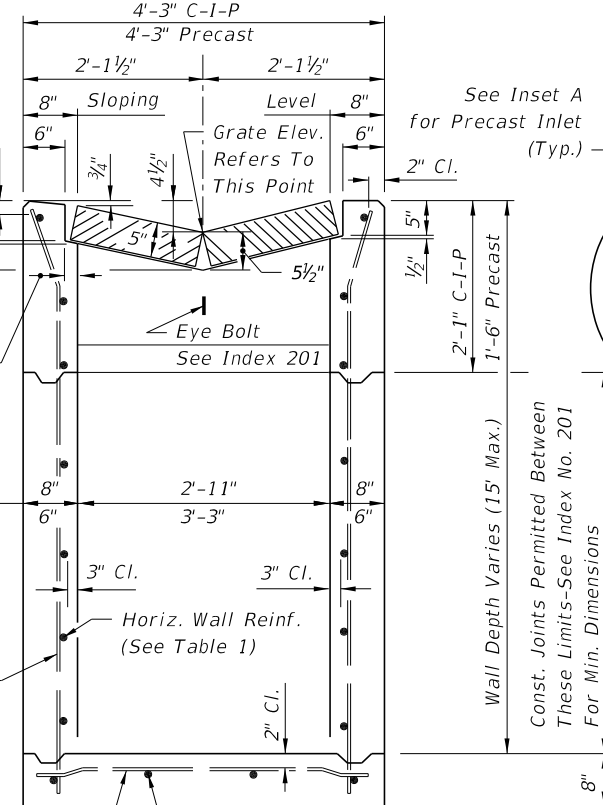 4'-3" C-I-P
4'-3" Precast
2'-1½" 2'-1½"
8" Sloping Level 8"
6" 6"
See Inset A
for Precast Inlet
(Typ.)
Grate Elev.
Refers To
This Point
2" Cl.
¾"
4½"
5"
5½"
5"
½"
2'-1" C-I-P
1'-6" Precast
Eye Bolt
See Index 201
8" 2'-11" 8"
6" 3'-3" 6"
3" Cl. 3" Cl.
Horiz. Wall Reinf.
(See Table 1)
2" Cl.
Wall Depth Varies (15' Max.)
Const. Joints Permitted Between
These Limits-See Index No. 201
For Min. Dimensions
8"